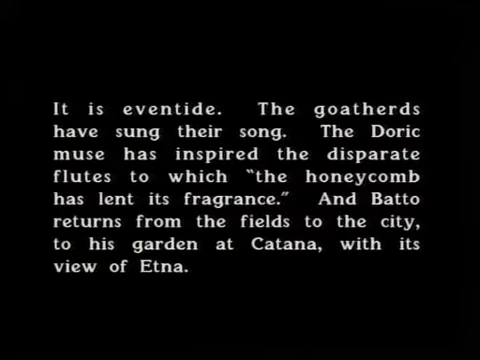 It is eventide. The goatherds
have sung their song. The Doric
muse has inspired the disparate
flutes to which “the honeycomb
has lent its fragrance.” And Batto
returns from the fields to the city,
to his garden at Catana, with its
view of Etna.